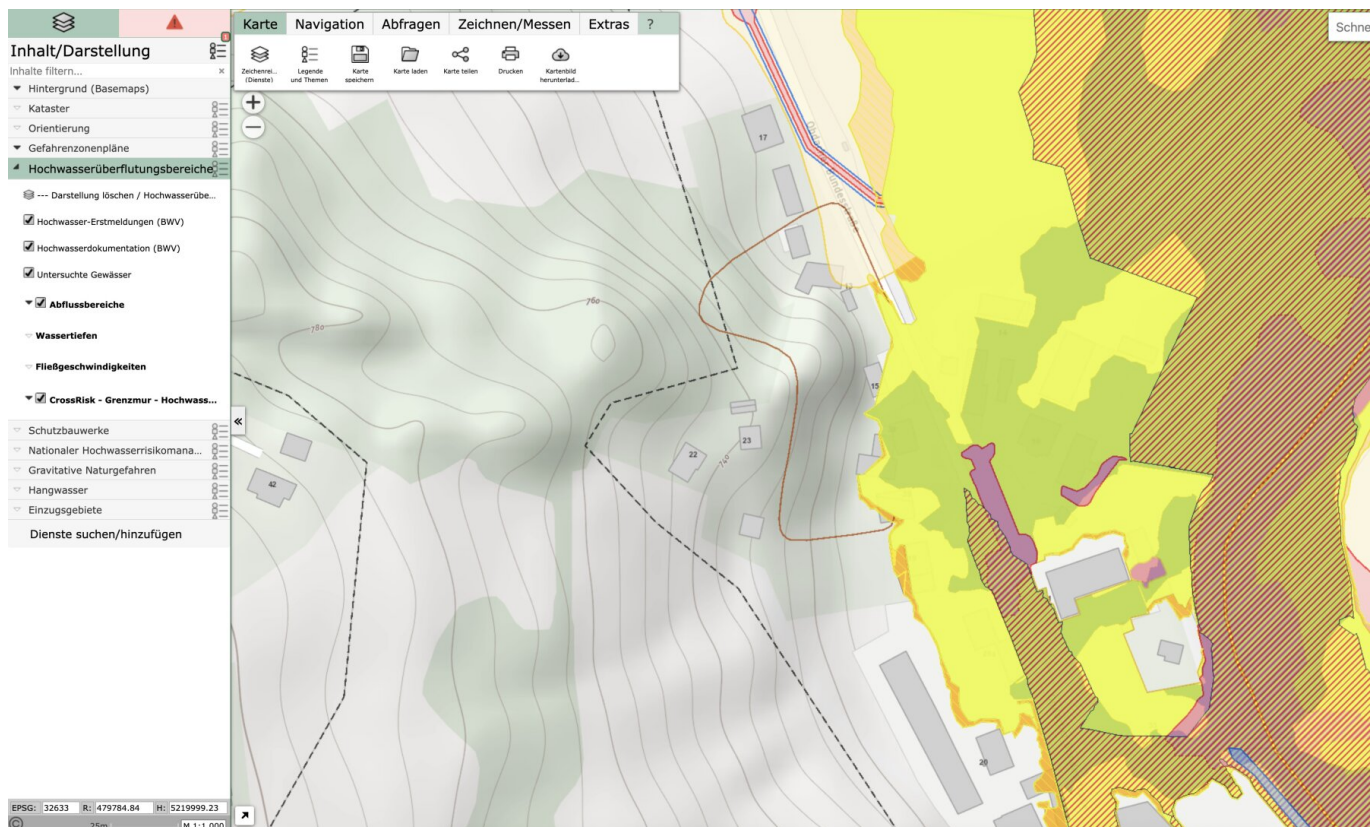 Karte Navigation Abfragen Zeichnen/Messen Extras ?
Zeichenrei...
(Dienste)
Legende
und Themen
Karte
speichern
Karte laden
Karte teilen
Drucken
Kartenbild
herunterlad...
Schne
1
Inhalt/Darstellung
Inhalte filtern... ×
Hintergrund (Basemaps)
Kataster
Orientierung
Gefahrenzonenpläne
Hochwasserüberflutungsbereiche
--- Darstellung löschen / Hochwasserübe...
Hochwasser-Erstmeldungen (BWV)
Hochwasserdokumentation (BWV)
Untersuchte Gewässer
Abflussbereiche
Wassertiefen
Fließgeschwindigkeiten
CrossRisk - Grenzmur - Hochwass...
Schutzbauwerke
Nationaler Hochwasserrisikomana...
Gravitative Naturgefahren
Hangwasser
Einzugsgebiete
Dienste suchen/hinzufügen
EPSG: 32633 R: 479784.84 H: 5219999.23
© 25m M 1:1.000
+
−
«
17
760
780
15
23
22
740
42
20